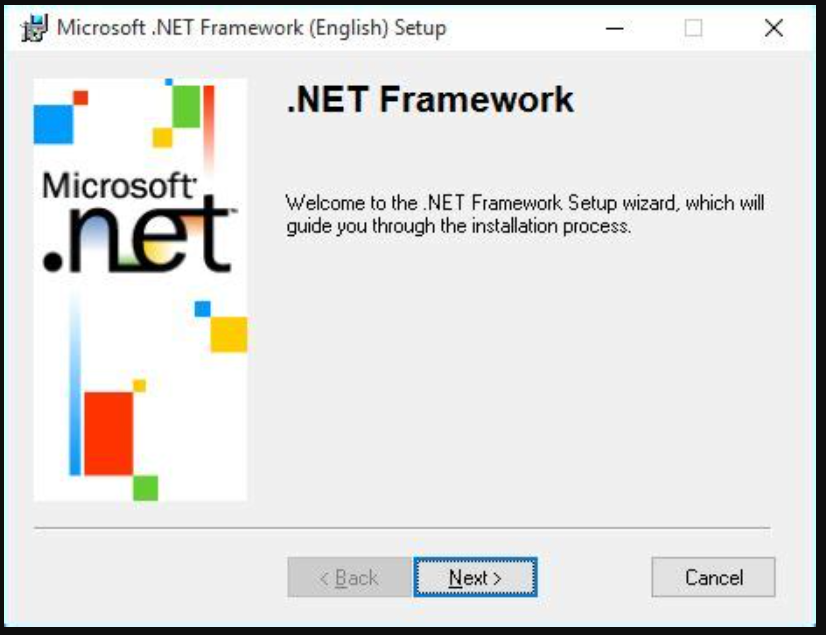 Microsoft .NET Framework (English) Setup
.NET Framework
Microsoft
.net
Welcome to the .NET Framework Setup wizard, which will
guide you through the installation process.
< Back
Next >
Cancel